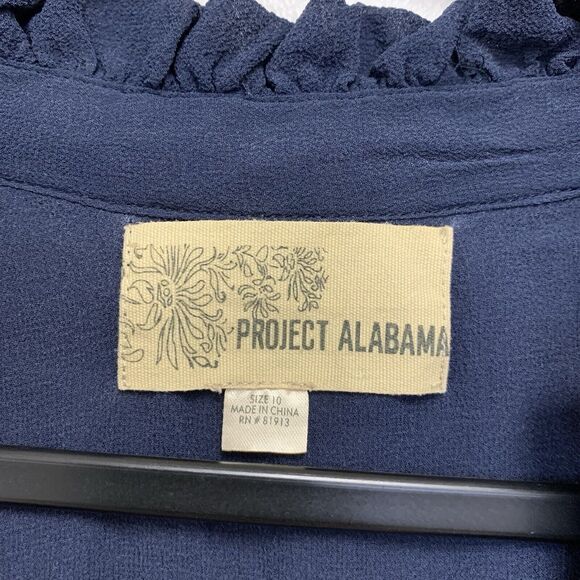 PROJECT ALABAMA
SIZE 10
MADE IN CHINA
RN # 81913